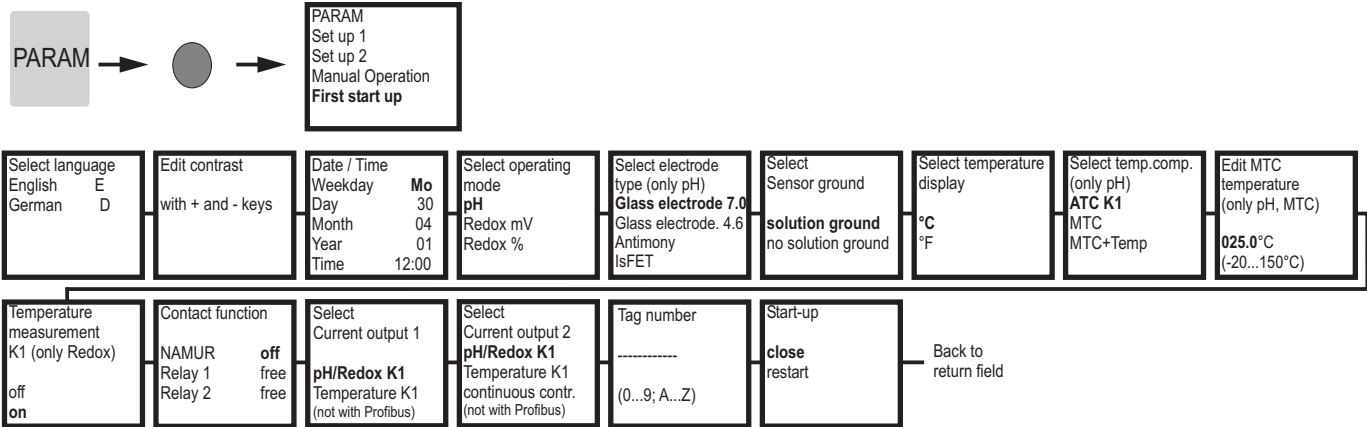 PARAM
PARAM
Set up 1
Set up 2
Manual Operation
First start up
Select language
English E
German D
Edit contrast
with + and - keys
Date / Time
Weekday Mo
Day 30
Month 04
Year 01
Time 12:00
Select operating
mode
pH
Redox mV
Redox %
Select electrode
type (only pH)
Glass electrode 7.0
Glass electrode. 4.6
Antimony
IsFET
Select
Sensor ground
solution ground
no solution ground
Select temperature
display
°C
°F
Select temp.comp.
(only pH)
ATC K1
MTC
MTC+Temp
Edit MTC
temperature
(only pH, MTC)
025.0°C
(-20...150°C)
Temperature
measurement
K1 (only Redox)
off
on
Contact function
NAMUR off
Relay 1 free
Relay 2 free
Select
Current output 1
pH/Redox K1
Temperature K1
(not with Profibus)
Select
Current output 2
pH/Redox K1
Temperature K1
continuous contr.
(not with Profibus)
Tag number
------------
(0...9; A...Z)
Start-up
close
restart
Back to
return field